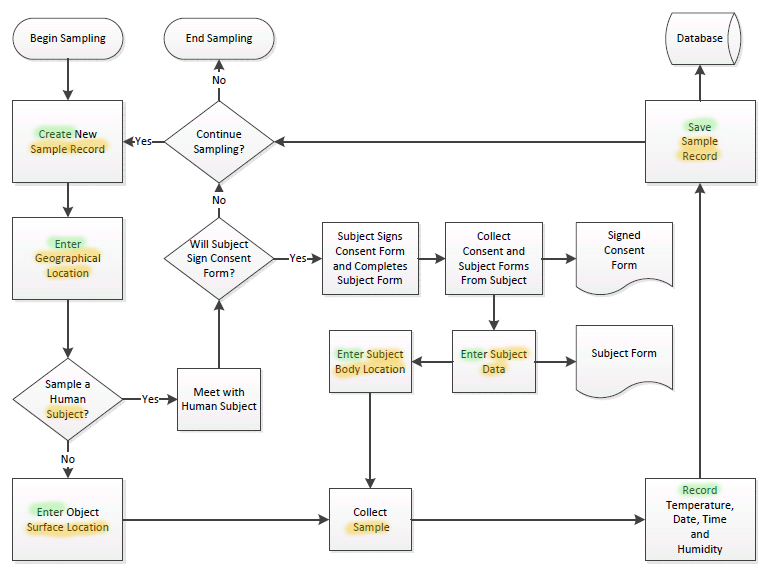 Begin Sampling
End Sampling
Database
No
Create New
Sample Record
Yes
Continue
Sampling?
Save
Sample
Record
No
Enter
Geographical
Location
Will Subject
Sign Consent
Form?
Yes
Subject Signs
Consent Form
and Completes
Subject Form
Collect
Consent and
Subject Forms
From Subject
Signed
Consent
Form
Sample a
Human
Subject?
Yes
Meet with
Human Subject
Enter Subject
Body Location
Enter Subject
Data
Subject Form
No
Enter Object
Surface Location
Collect
Sample
Record
Temperature,
Date, Time
and
Humidity